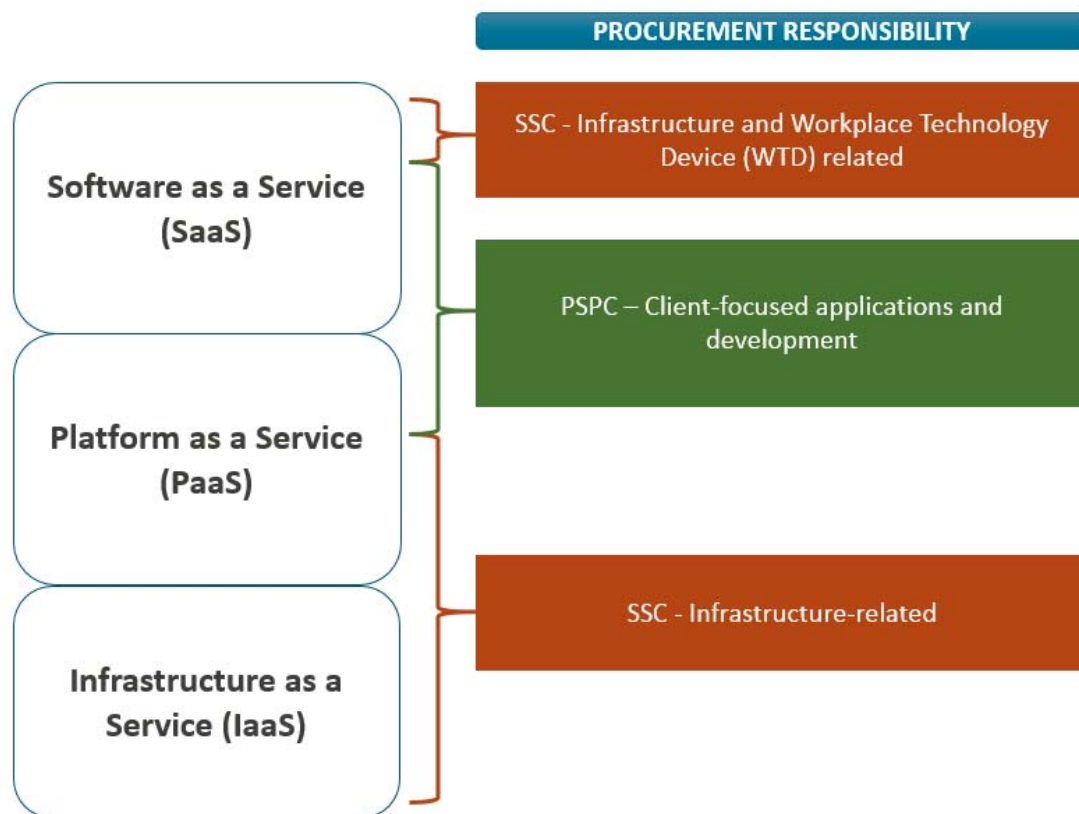 PROCUREMENT RESPONSIBILITY
SSC - Infrastructure and Workplace Technology
Device (WTD) related
Software as a Service
(SaaS)
PSPC – Client-focused applications and
development
Platform as a Service
(PaaS)
SSC - Infrastructure-related
Infrastructure as a
Service (IaaS)